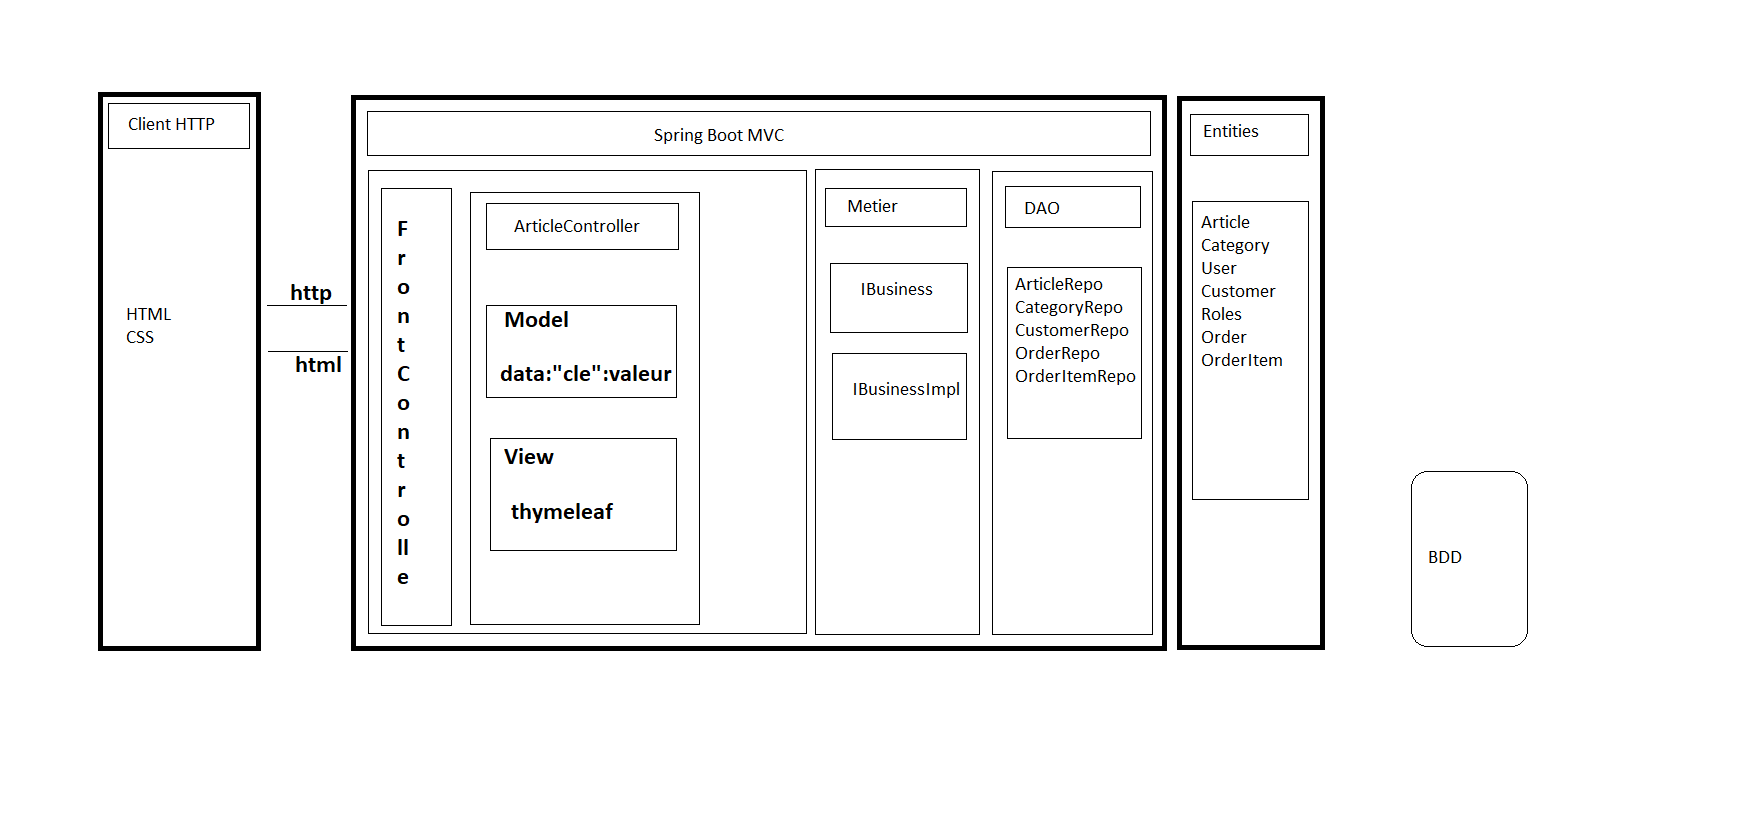 Client HTTP
HTML
CSS
http
html
Spring Boot MVC
F
r
o
n
t
C
o
n
t
r
o
ll
e
ArticleController
Model
data:"cle":valeur
View
thymeleaf
Metier
IBusiness
IBusinessImpl
DAO
ArticleRepo
CategoryRepo
CustomerRepo
OrderRepo
OrderItemRepo
Entities
Article
Category
User
Customer
Roles
Order
OrderItem
BDD